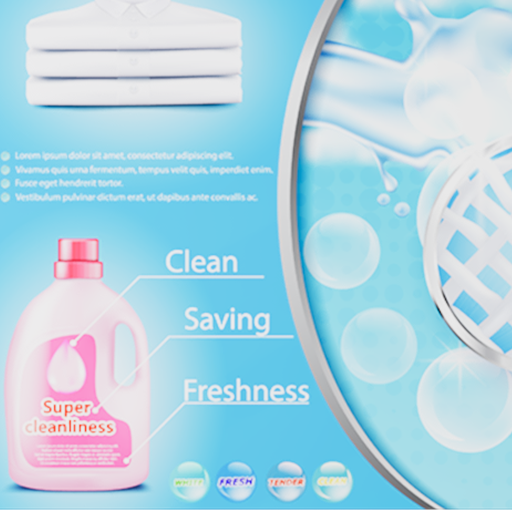 Lorem ipsum dolor sit amet, consectetur adipiscing elit.
Vivamus quis urna fermentum, tempus velit quis, imperdiet enim.
Fusce eget hendrerit tortor.
Vestibulum pulvinar dictum erat, ut dapibus ante convallis ac.
Clean
Saving
Freshness
Super
cleanliness
WHITE
FRESH
TENDER